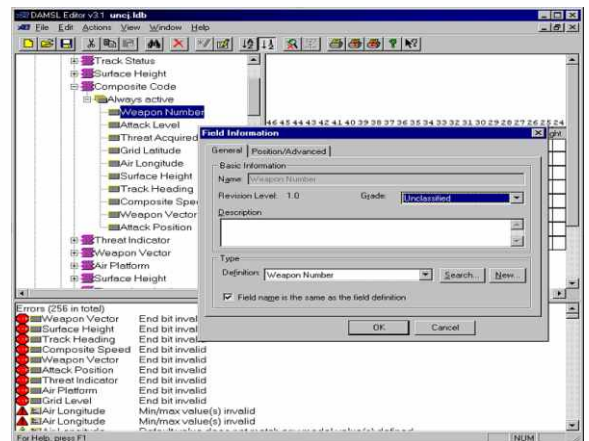 DAMSL Editor v3.1 uncj.ldb
File Edit Actions View Window Help
Track Status
Surface Height
Composite Code
Always active
Weapon Number
Attack Level
Threat Acquired
Grid Latitude
Air Longitude
Surface Height
Track Heading
Composite Spee
Weapon Vector
Attack Position
Threat Indicator
Weapon Vector
Air Platform
Surface Height
46 45 44 43 42 41 40 39 38 37 36 35 34 33 32 31 30 29 28 27 26 25 24
ght
Field Information
General Position/Advanced
Basic Information
Name: Weapon Number
Revision Level: 1.0 Grade: Unclassified
Description
Type
Definition: Weapon Number Search... New...
Field name is the same as the field definition
OK Cancel
Errors (256 in total)
Weapon Vector End bit invalid
Surface Height End bit inval
Track Heading End bit inval
Composite Speed End bit invalid
Weapon Vector End bit invalid
Attack Position End bit invalid
Threat Indicator End bit invalid
Air Platform End bit invalid
Grid Level End bit invalid
Air Longitude Min/max value(s) invalid
Air Longitude Min/max value(s) invalid
For Help, press F1 NUM